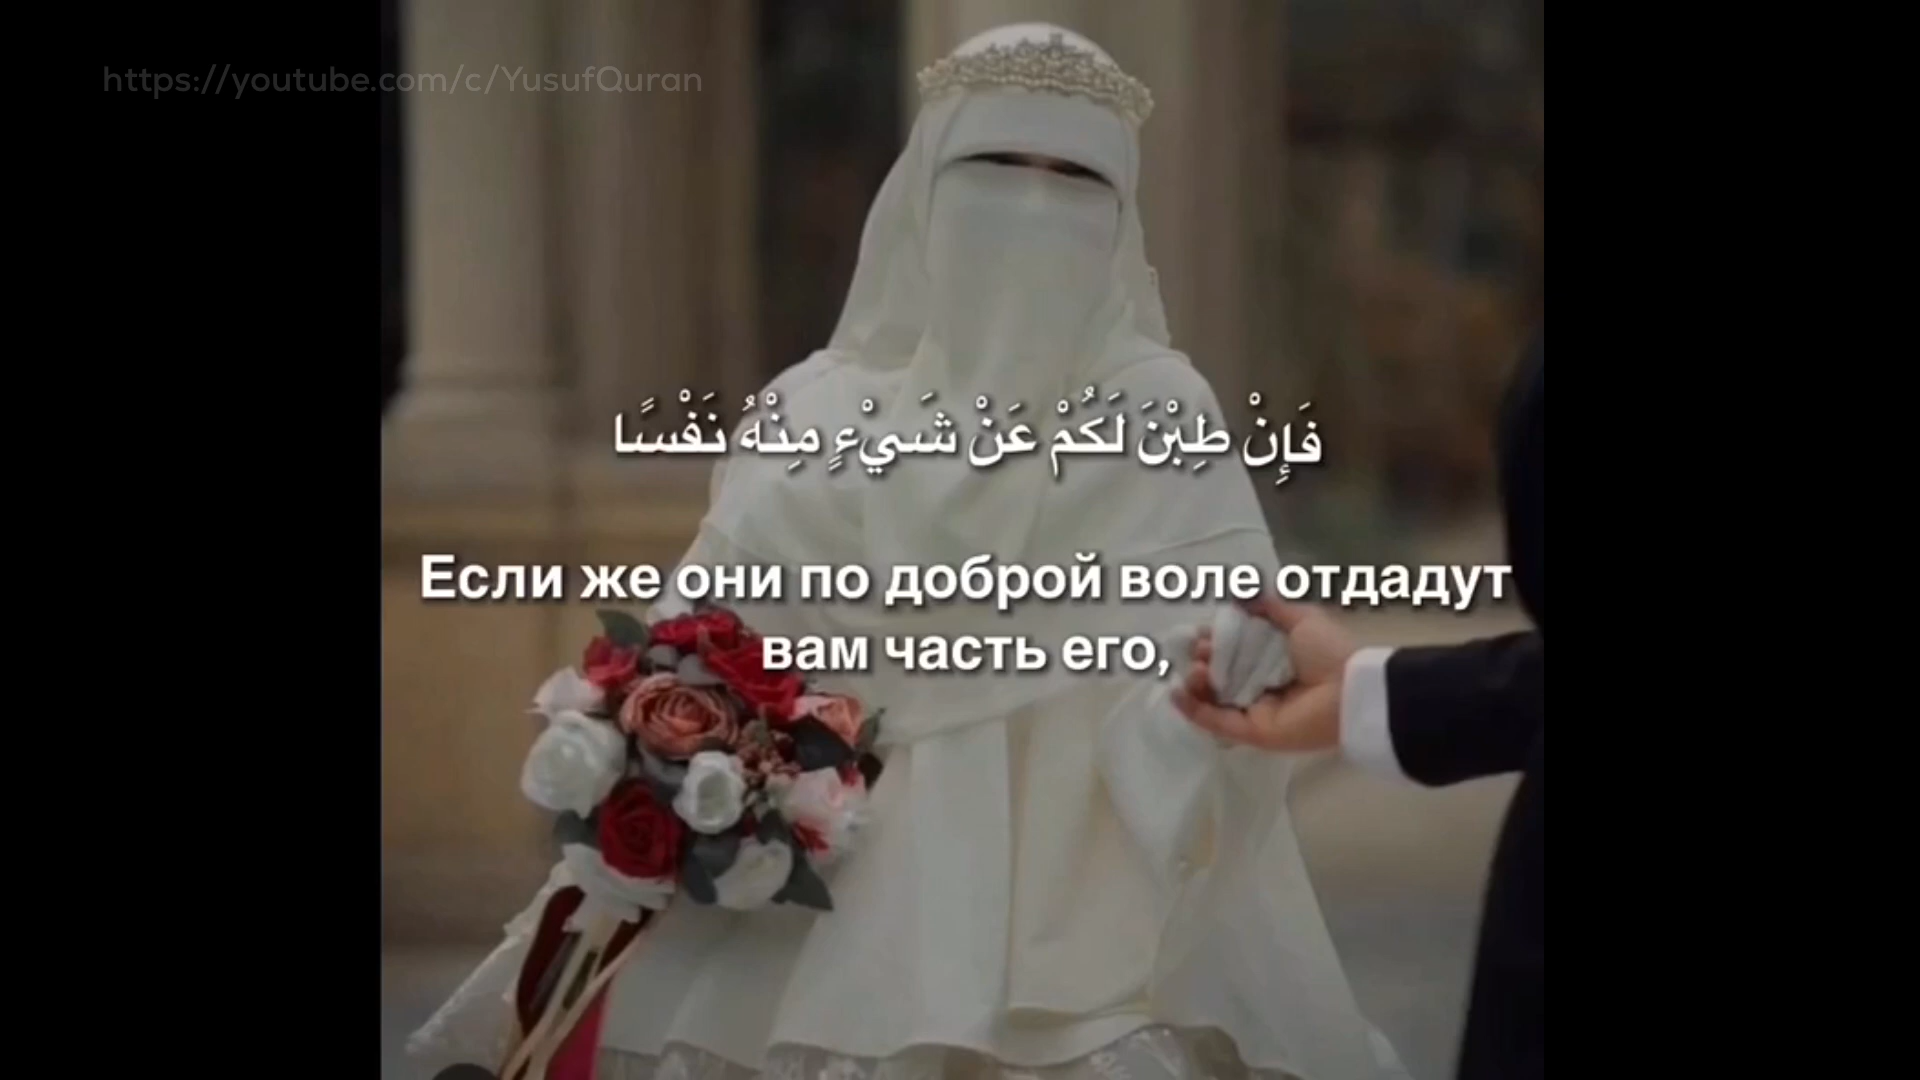 https://youtube.com/c/YusufQuran
فَإِنْ طِبْنَ لَكُمْ عَنْ شَيْءٍ مِنْهُ نَفْسًا
Если же они по доброй воле отдадут
вам часть его,